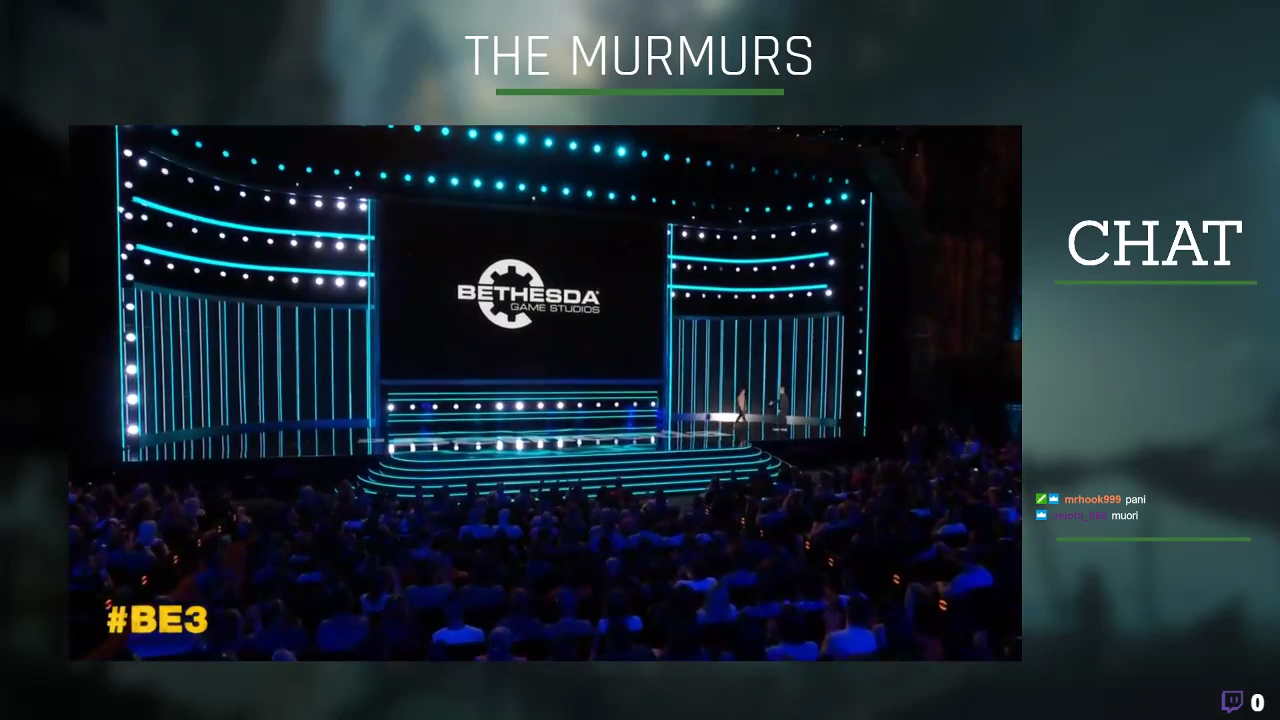 THE MURMURS
BETHESDA
GAME STUDIOS
CHAT
mrhook999 pani
muori
#BE3
0